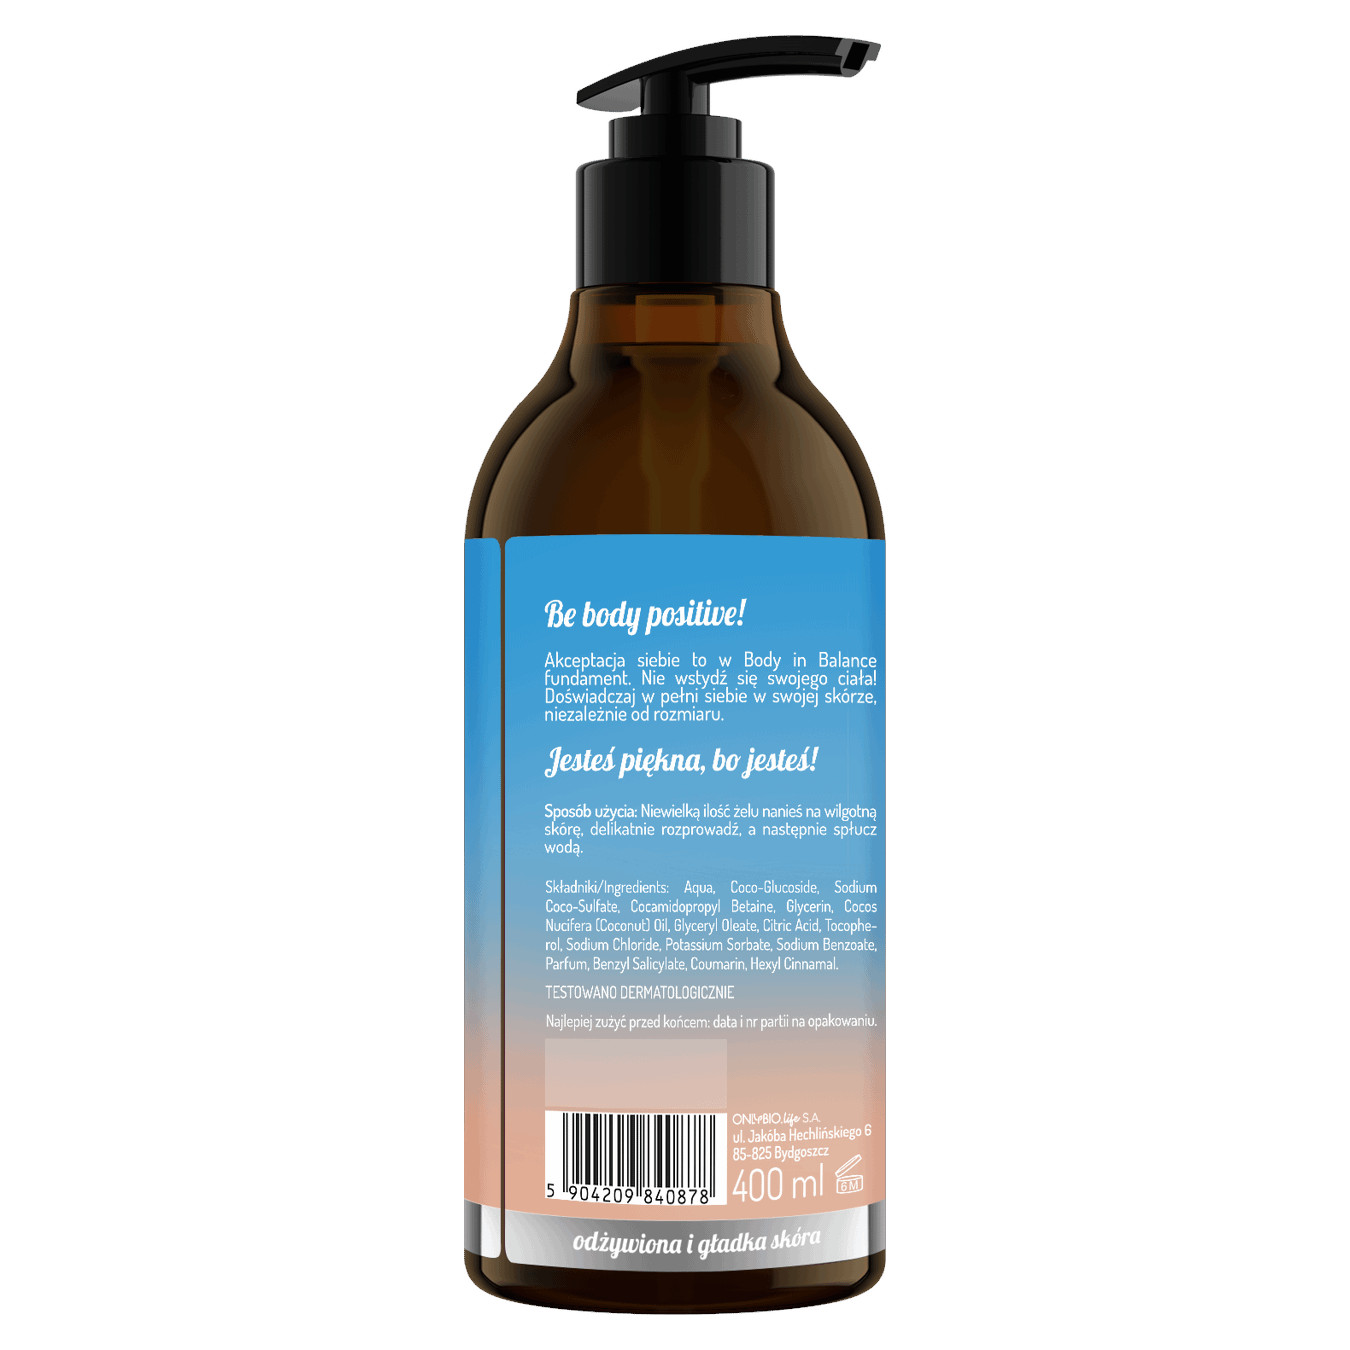 Be body positive!
Akceptacja siebie to w Body in Balance
fundament. Nie wstydź się swojego ciała!
Doświadczaj w pełni siebie w swojej skórze,
niezależnie od rozmiaru.
Jesteś piękna, bo jesteś!
Sposób użycia: Niewielką ilość żelu nanieś na wilgotną
skórę, delikatnie rozprowadź, a następnie spłucz
wodą.
Składniki/Ingredients: Aqua, Coco-Glucoside, Sodium
Coco-Sulfate, Cocamidopropyl Betaine, Glycerin, Cocos
Nucifera (Coconut) Oil, Glyceryl Oleate, Citric Acid, Tocophe-
rol, Sodium Chloride, Potassium Sorbate, Sodium Benzoate,
Parfum, Benzyl Salicylate, Coumarin, Hexyl Cinnamal.
TESTOWANO DERMATOLOGICZNIE
Najlepiej zużyć przed końcem: data i nr partii na opakowaniu.
ONLYBIO.life S.A.
ul. Jakóba Hechlińskiego 6
85-825 Bydgoszcz
400 ml
6M
5 904209 840878
odżywiona i gładka skóra